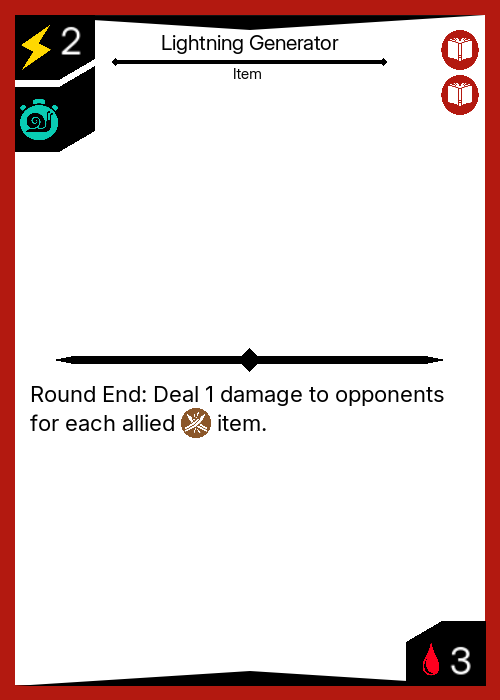 2
Lightning Generator
Item
Round End: Deal 1 damage to opponents
for each allied item.
3